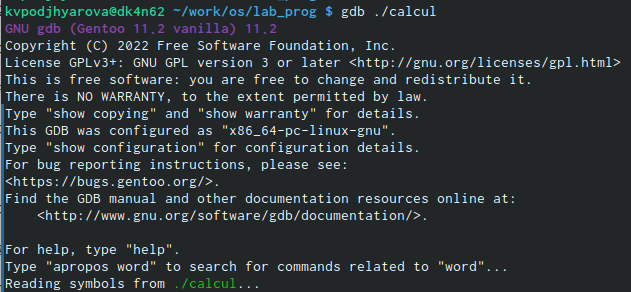 kvpodjhyarova@dk4n62 ~/work/os/lab_prog $ gdb ./calcul
GNU gdb (Gentoo 11.2 vanilla) 11.2
Copyright (C) 2022 Free Software Foundation, Inc.
License GPLv3+: GNU GPL version 3 or later <http://gnu.org/licenses/gpl.html>
This is free software: you are free to change and redistribute it.
There is NO WARRANTY, to the extent permitted by law.
Type "show copying" and "show warranty" for details.
This GDB was configured as "x86_64-pc-linux-gnu".
Type "show configuration" for configuration details.
For bug reporting instructions, please see:
<https://bugs.gentoo.org/>.
Find the GDB manual and other documentation resources online at:
    <http://www.gnu.org/software/gdb/documentation/>.

For help, type "help".
Type "apropos word" to search for commands related to "word"...
Reading symbols from ./calcul...